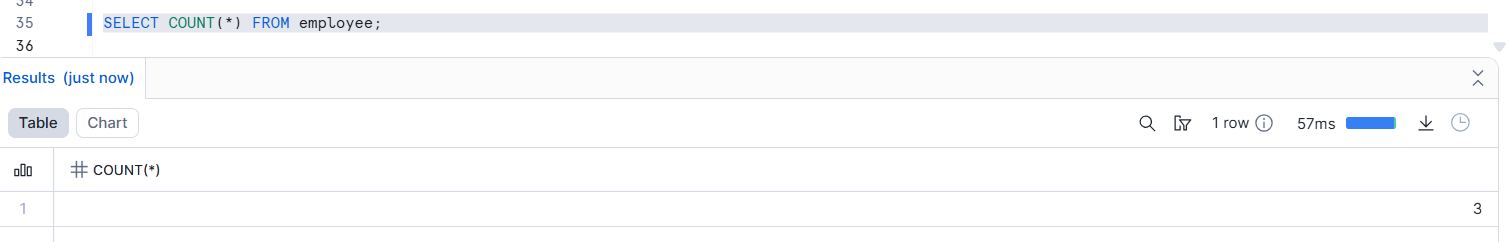 34
35 SELECT COUNT(*) FROM employee;
36
Results (just now)
Table Chart 1 row 57ms
COUNT(*)
1 3